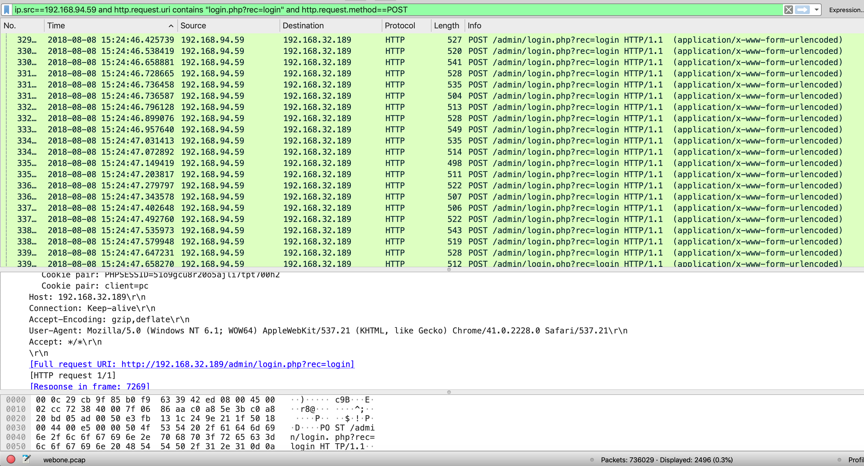 ip.src==192.168.94.59 and http.request.uri contains "login.php?rec=login" and http.request.method==POST Expression…
No. Time Source Destination Protocol Length Info
329… 2018-08-08 15:24:46.425739 192.168.94.59 192.168.32.189 HTTP 527 POST /admin/login.php?rec=login HTTP/1.1 (application/x-www-form-urlencoded)
330… 2018-08-08 15:24:46.538419 192.168.94.59 192.168.32.189 HTTP 520 POST /admin/login.php?rec=login HTTP/1.1 (application/x-www-form-urlencoded)
330… 2018-08-08 15:24:46.658881 192.168.94.59 192.168.32.189 HTTP 541 POST /admin/login.php?rec=login HTTP/1.1 (application/x-www-form-urlencoded)
331… 2018-08-08 15:24:46.728665 192.168.94.59 192.168.32.189 HTTP 528 POST /admin/login.php?rec=login HTTP/1.1 (application/x-www-form-urlencoded)
331… 2018-08-08 15:24:46.736458 192.168.94.59 192.168.32.189 HTTP 535 POST /admin/login.php?rec=login HTTP/1.1 (application/x-www-form-urlencoded)
331… 2018-08-08 15:24:46.736587 192.168.94.59 192.168.32.189 HTTP 504 POST /admin/login.php?rec=login HTTP/1.1 (application/x-www-form-urlencoded)
332… 2018-08-08 15:24:46.796128 192.168.94.59 192.168.32.189 HTTP 513 POST /admin/login.php?rec=login HTTP/1.1 (application/x-www-form-urlencoded)
332… 2018-08-08 15:24:46.899076 192.168.94.59 192.168.32.189 HTTP 528 POST /admin/login.php?rec=login HTTP/1.1 (application/x-www-form-urlencoded)
333… 2018-08-08 15:24:46.957640 192.168.94.59 192.168.32.189 HTTP 549 POST /admin/login.php?rec=login HTTP/1.1 (application/x-www-form-urlencoded)
334… 2018-08-08 15:24:47.031413 192.168.94.59 192.168.32.189 HTTP 535 POST /admin/login.php?rec=login HTTP/1.1 (application/x-www-form-urlencoded)
334… 2018-08-08 15:24:47.072892 192.168.94.59 192.168.32.189 HTTP 514 POST /admin/login.php?rec=login HTTP/1.1 (application/x-www-form-urlencoded)
335… 2018-08-08 15:24:47.149419 192.168.94.59 192.168.32.189 HTTP 498 POST /admin/login.php?rec=login HTTP/1.1 (application/x-www-form-urlencoded)
335… 2018-08-08 15:24:47.203817 192.168.94.59 192.168.32.189 HTTP 511 POST /admin/login.php?rec=login HTTP/1.1 (application/x-www-form-urlencoded)
336… 2018-08-08 15:24:47.279797 192.168.94.59 192.168.32.189 HTTP 522 POST /admin/login.php?rec=login HTTP/1.1 (application/x-www-form-urlencoded)
336… 2018-08-08 15:24:47.343578 192.168.94.59 192.168.32.189 HTTP 507 POST /admin/login.php?rec=login HTTP/1.1 (application/x-www-form-urlencoded)
337… 2018-08-08 15:24:47.402648 192.168.94.59 192.168.32.189 HTTP 506 POST /admin/login.php?rec=login HTTP/1.1 (application/x-www-form-urlencoded)
337… 2018-08-08 15:24:47.492760 192.168.94.59 192.168.32.189 HTTP 522 POST /admin/login.php?rec=login HTTP/1.1 (application/x-www-form-urlencoded)
338… 2018-08-08 15:24:47.535973 192.168.94.59 192.168.32.189 HTTP 543 POST /admin/login.php?rec=login HTTP/1.1 (application/x-www-form-urlencoded)
338… 2018-08-08 15:24:47.579948 192.168.94.59 192.168.32.189 HTTP 519 POST /admin/login.php?rec=login HTTP/1.1 (application/x-www-form-urlencoded)
339… 2018-08-08 15:24:47.647231 192.168.94.59 192.168.32.189 HTTP 528 POST /admin/login.php?rec=login HTTP/1.1 (application/x-www-form-urlencoded)
339… 2018-08-08 15:24:47.658270 192.168.94.59 192.168.32.189 HTTP 512 POST /admin/login.php?rec=login HTTP/1.1 (application/x-www-form-urlencoded)
Cookie pair:
Cookie pair: client=pc
Host: 192.168.32.189\r\n
Connection: Keep-alive\r\n
Accept-Encoding: gzip,deflate\r\n
User-Agent: Mozilla/5.0 (Windows NT 6.1; WOW64) AppleWebKit/537.21 (KHTML, like Gecko) Chrome/41.0.2228.0 Safari/537.21\r\n
Accept: */*\r\n
\r\n
[Full request URI: http://192.168.32.189/admin/login.php?rec=login]
[HTTP request 1/1]
[Response in frame: 7269]
0000 00 0c 29 cb 9f 85 b0 f9 63 39 42 ed 08 00 45 00 ··)····· c9B···E·
0010 02 cc 72 38 40 00 7f 06 86 aa c0 a8 5e 3b c0 a8 ··r8@··· ····^;··
0020 20 bd 05 ad 00 50 e3 fb 13 1c 24 9e 21 1f 50 18 ····P·· ··$·!·P·
0030 00 44 00 e5 00 00 50 4f 53 54 20 2f 61 64 6d 69 ·D····PO ST /admi
0040 6e 2f 6c 6f 67 69 6e 2e 70 68 70 3f 72 65 63 3d n/login. php?rec=
0050 6c 6f 67 69 6e 20 48 54 54 50 2f 31 2e 31 0d 0a login HT TP/1.1··
webone.pcap Packets: 736029 · Displayed: 2496 (0.3%) Profi